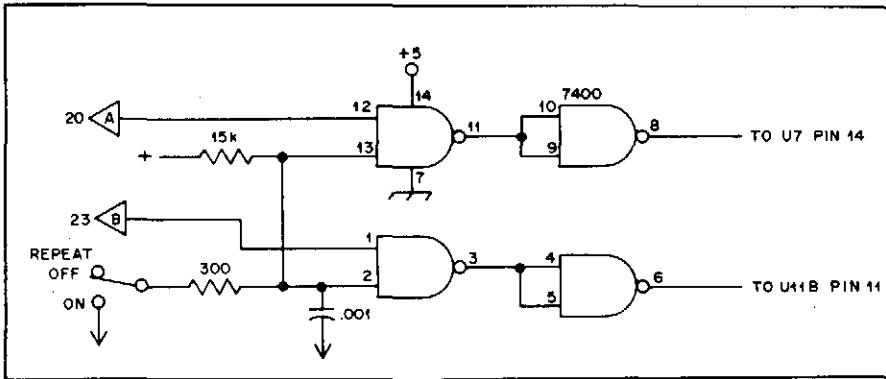 +5
14
7400
20 A
12
11
10
9
8
TO U7 PIN 14
15k
+
13
7
23 B
1
REPEAT
OFF
ON
300
2
3
4
5
6
TO U11B PIN 11
.001